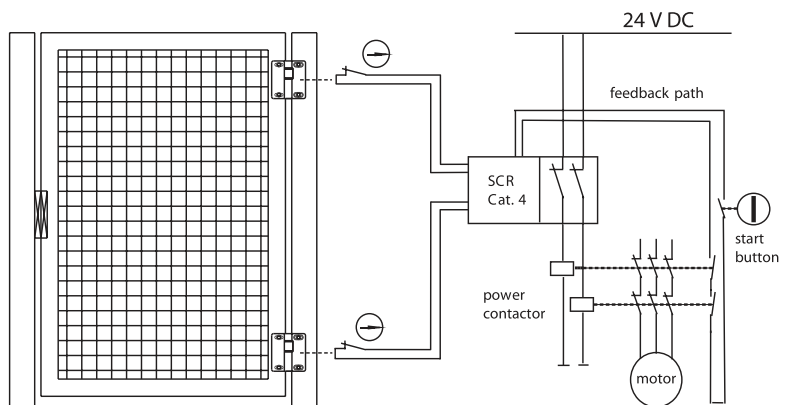 24 V DC
feedback path
SCR
Cat. 4
start
button
power
contactor
motor